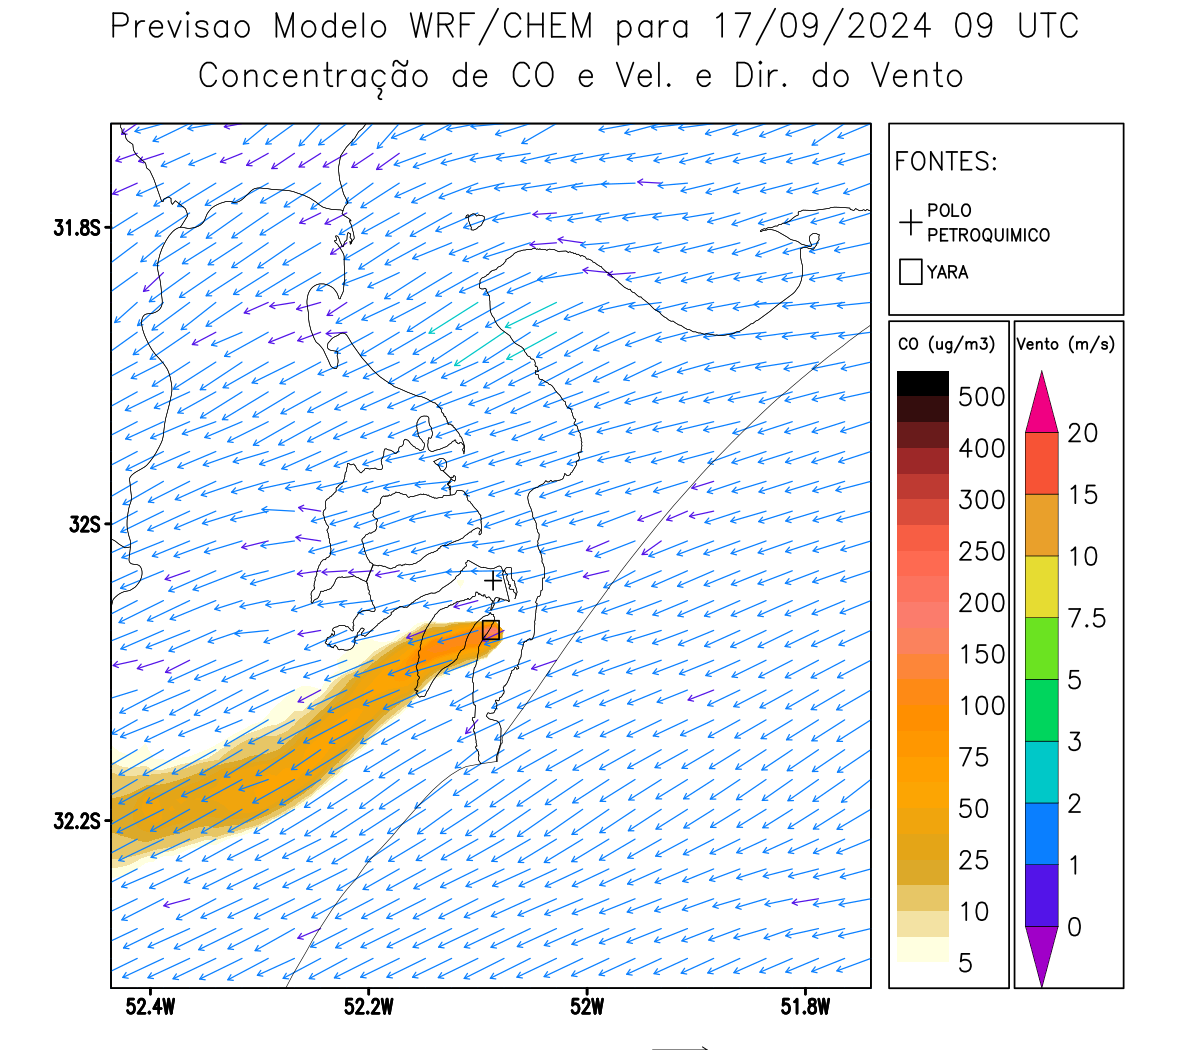 Previsao Modelo WRF/CHEM para 17/09/2024 09 UTC
Concentração de CO e Vel. e Dir. do Vento
FONTES:
POLO
PETROQUIMICO
YARA
CO (ug/m3)
500
400
300
250
200
150
100
75
50
25
10
5
Vento (m/s)
20
15
10
7.5
5
3
2
1
0
31.8S
32S
32.2S
52.4W
52.2W
52W
51.8W